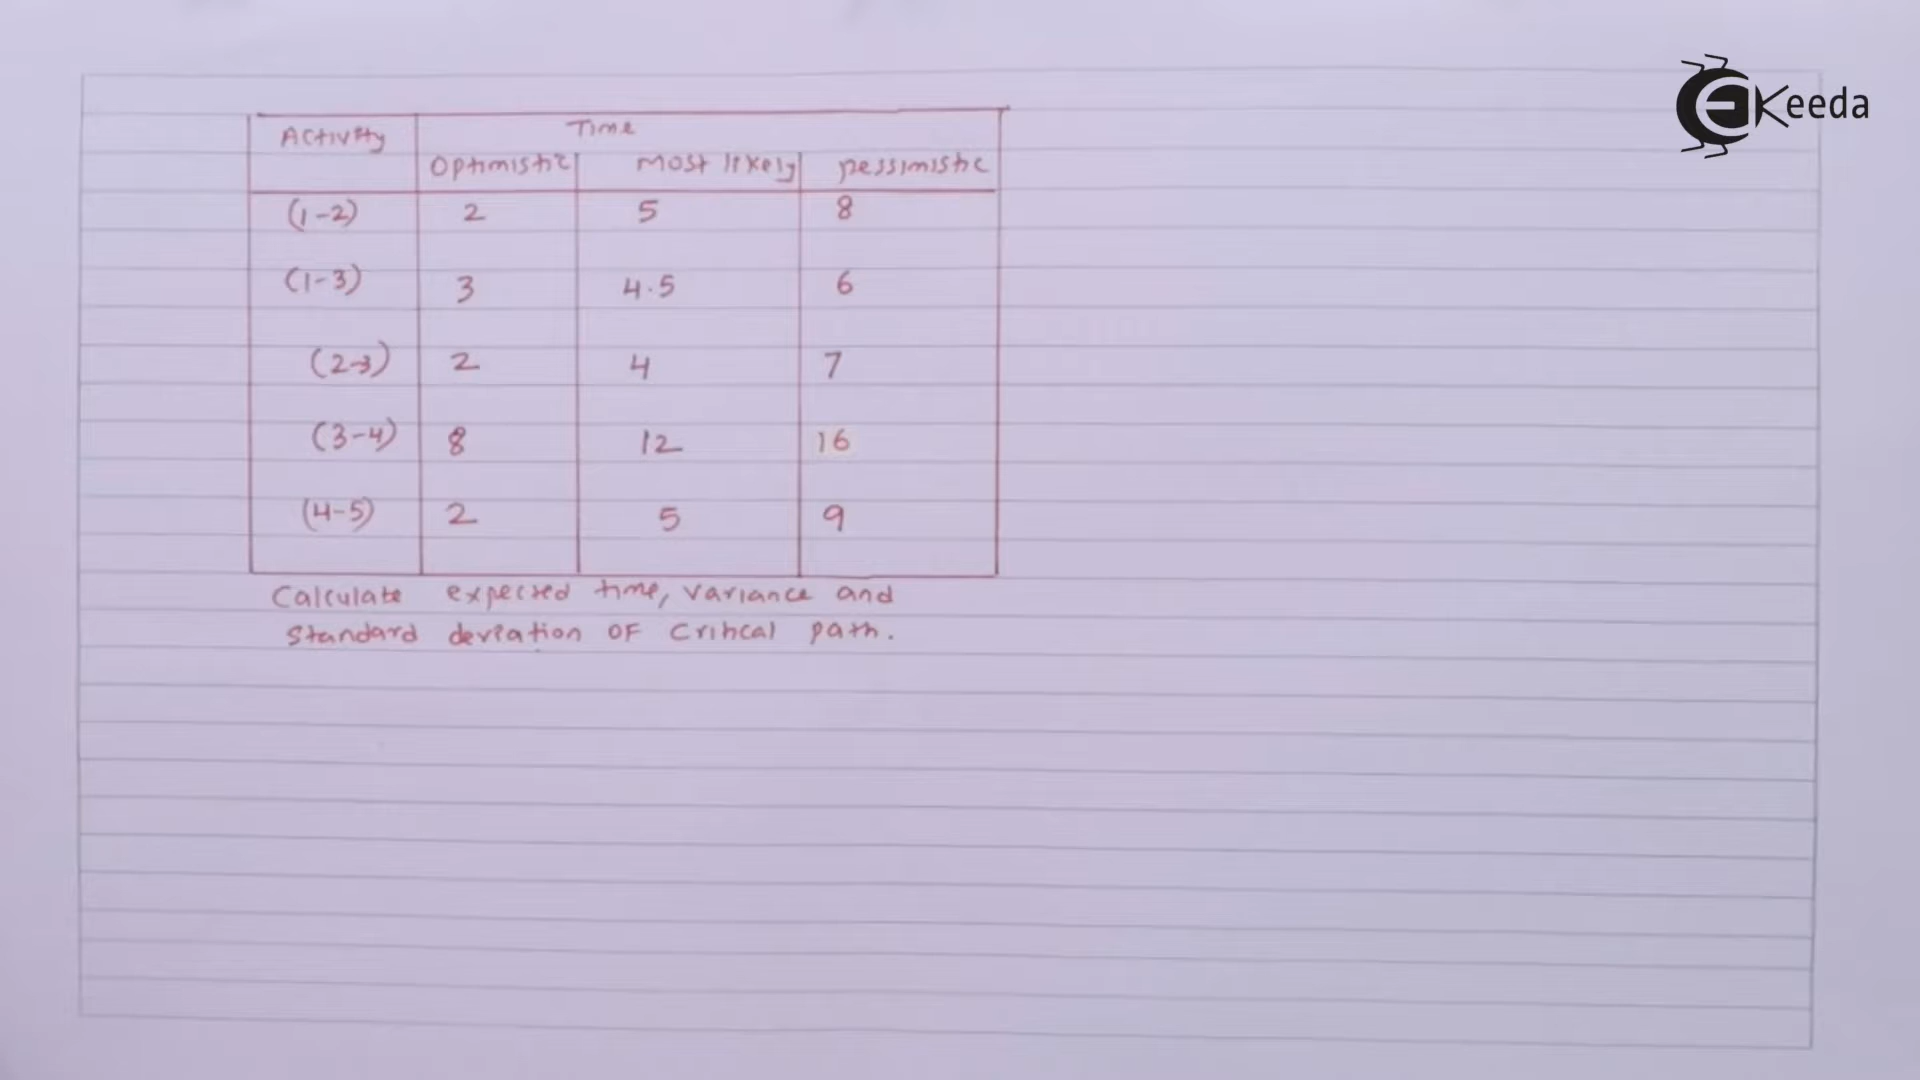 Keeda
Activity Time
Optimistic Most likely pessimistic
(1-2) 2 5 8
(1-3) 3 4.5 6
(2-3) 2 4 7
(3-4) 8 12 16
(4-5) 2 5 9
Calculate expected time, variance and
standard deviation OF Critical path.